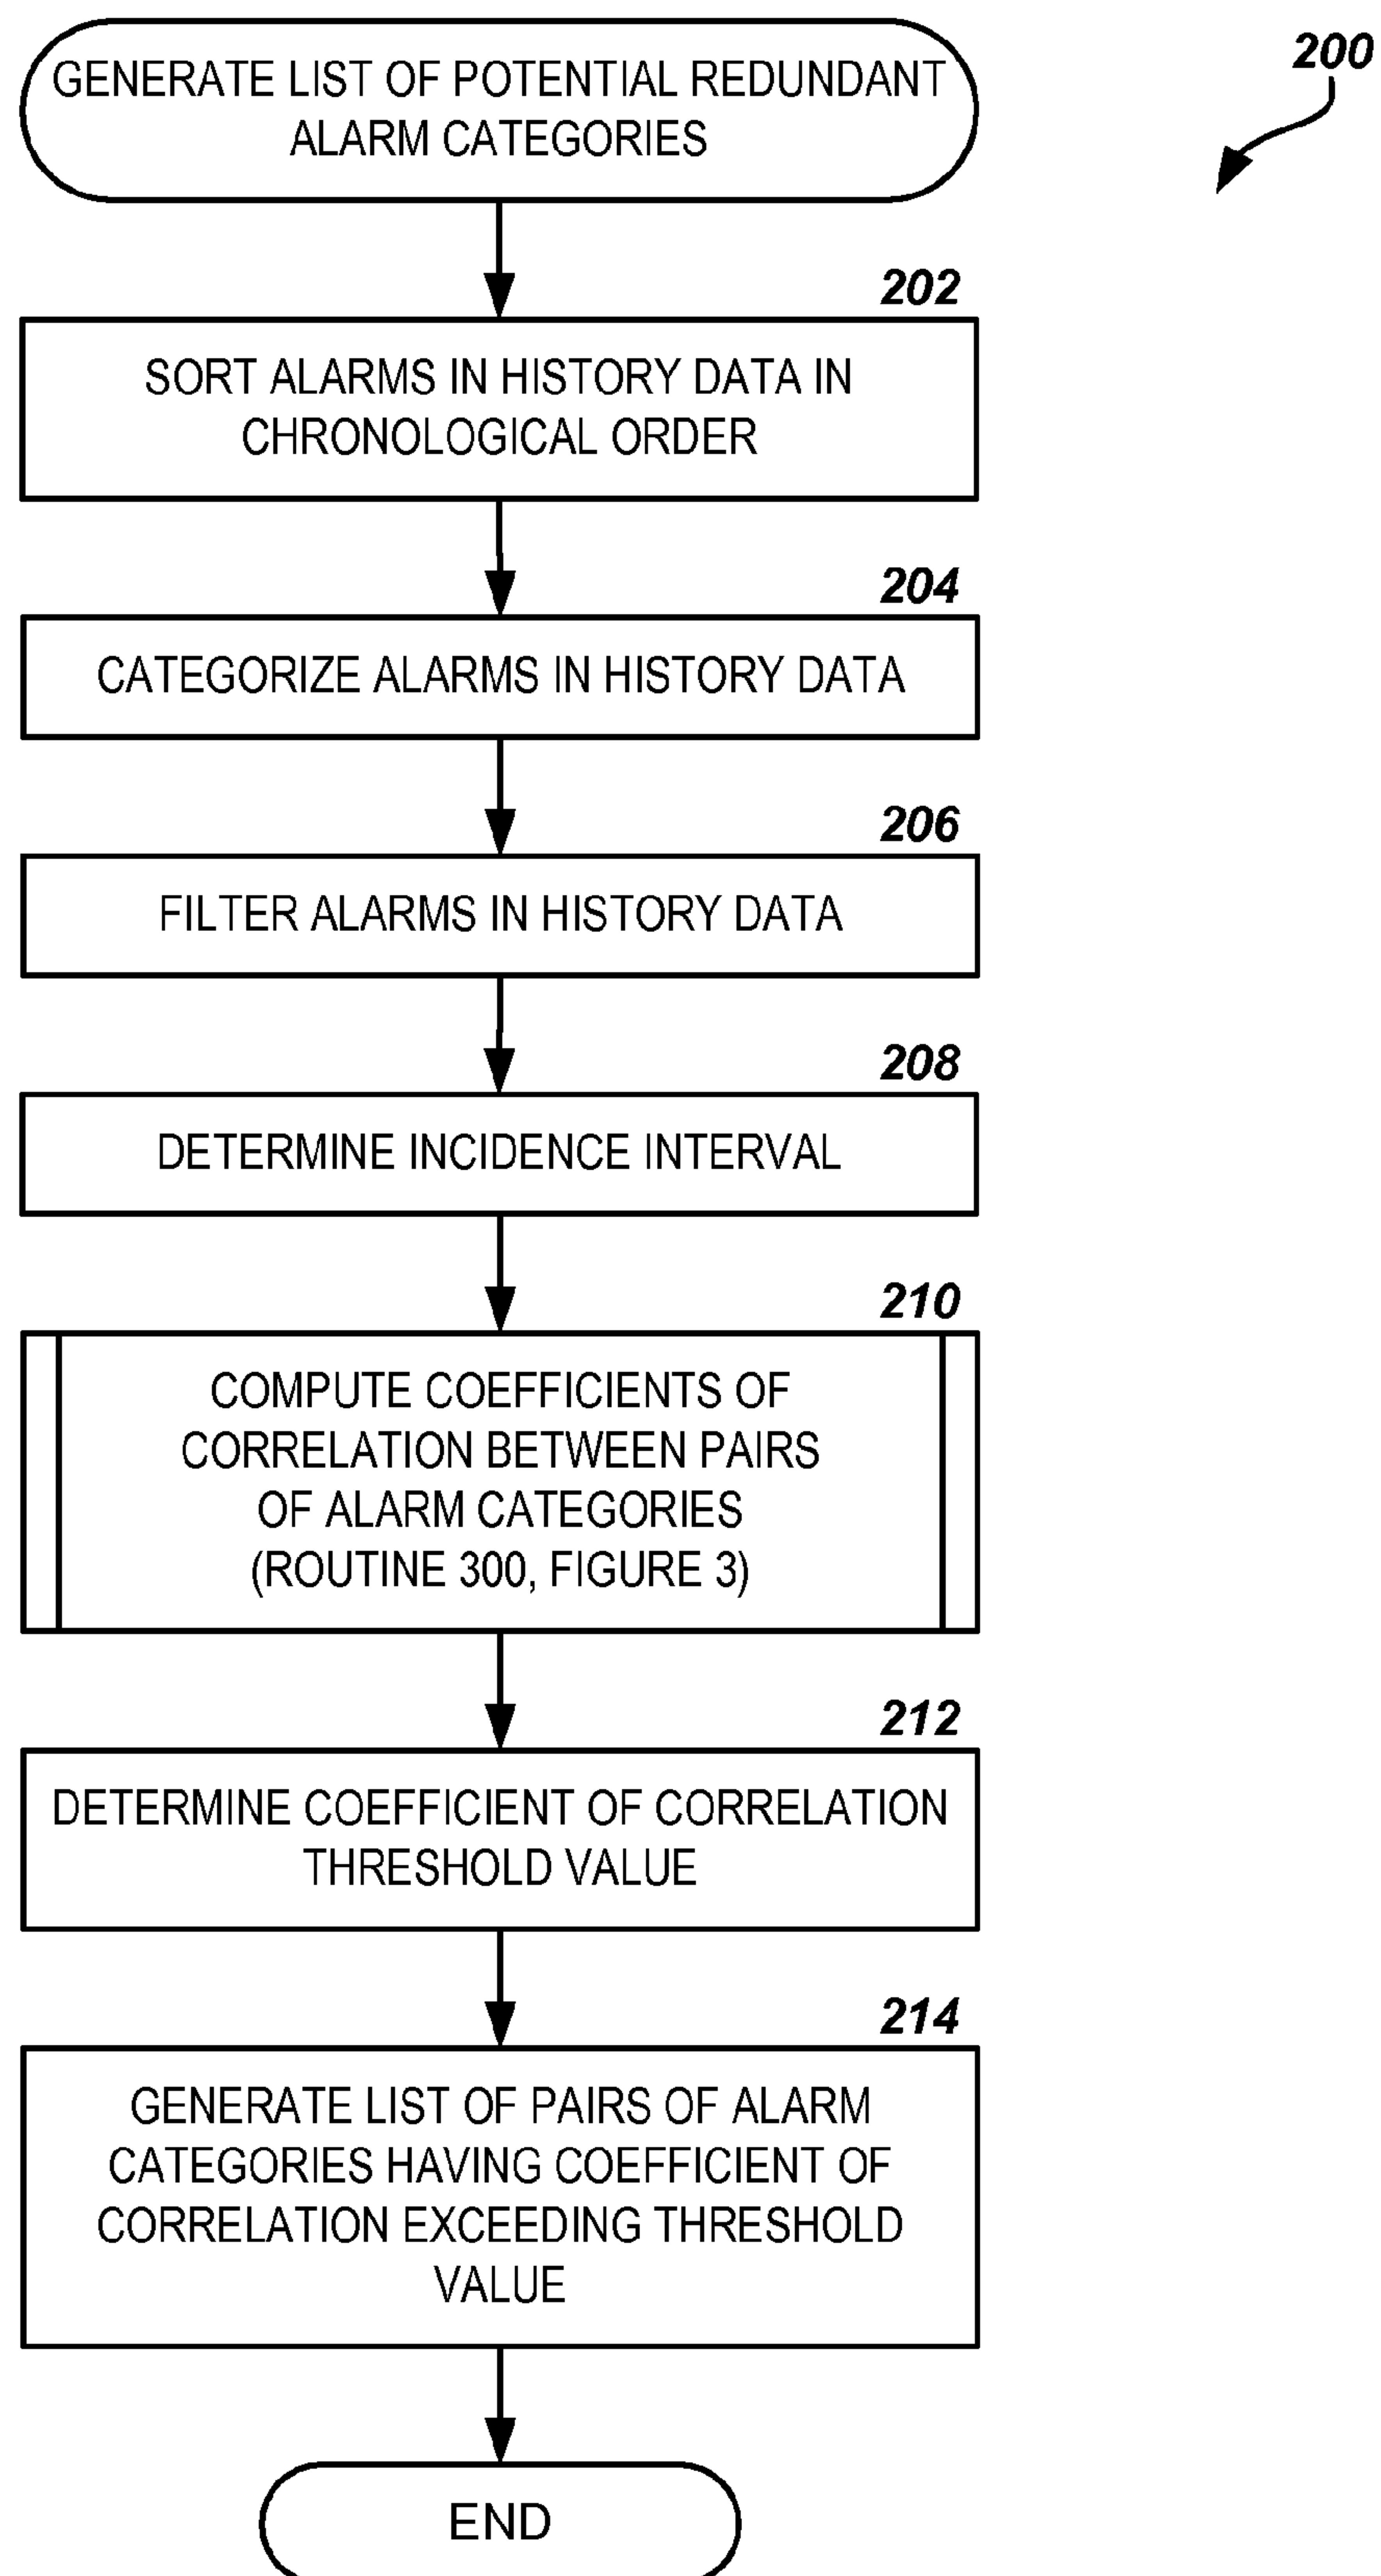 200
GENERATE LIST OF POTENTIAL REDUNDANT
ALARM CATEGORIES
202
SORT ALARMS IN HISTORY DATA IN
CHRONOLOGICAL ORDER
204
CATEGORIZE ALARMS IN HISTORY DATA
206
FILTER ALARMS IN HISTORY DATA
208
DETERMINE INCIDENCE INTERVAL
210
COMPUTE COEFFICIENTS OF
CORRELATION BETWEEN PAIRS
OF ALARM CATEGORIES
(ROUTINE 300, FIGURE 3)
212
DETERMINE COEFFICIENT OF CORRELATION
THRESHOLD VALUE
214
GENERATE LIST OF PAIRS OF ALARM
CATEGORIES HAVING COEFFICIENT OF
CORRELATION EXCEEDING THRESHOLD
VALUE
END